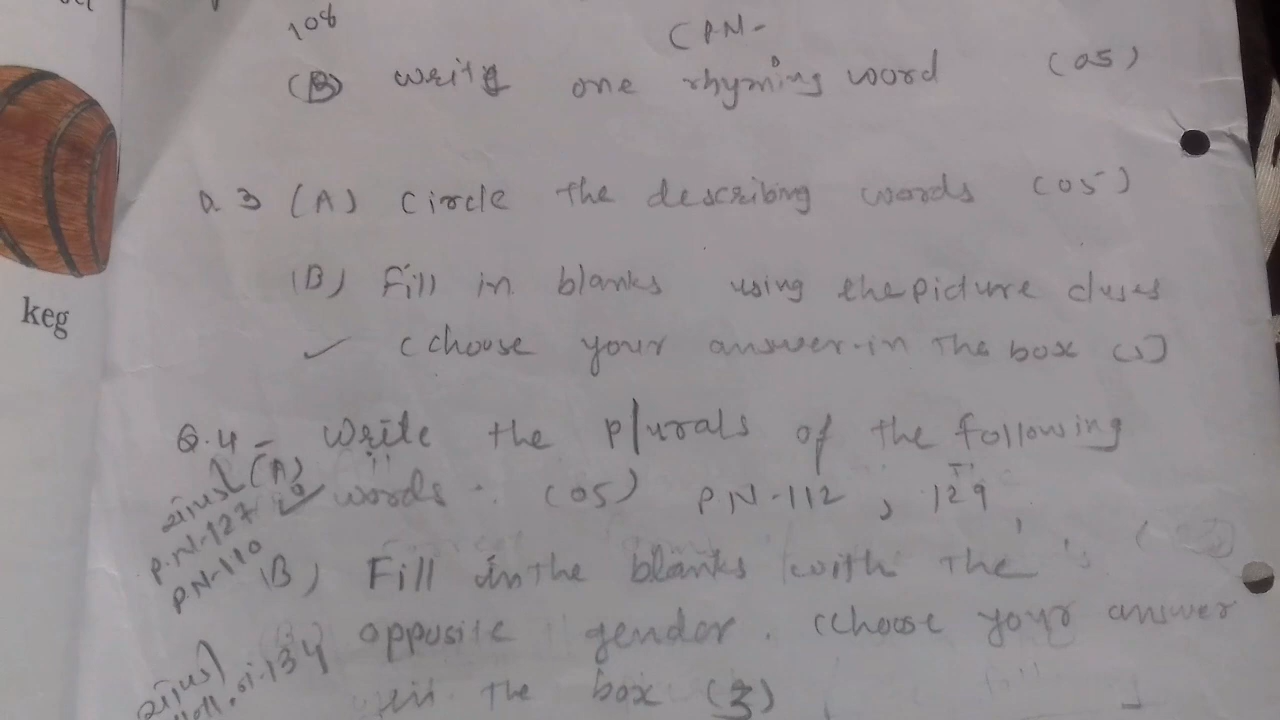 108
(PN-
(B) write one rhyming word (05)
Q.3 (A) circle the describing words (05)
(B) Fill in blanks using the picture clues
keg
✓ (choose your answer in the box (5)
Q.4 - Write the plurals of the following
(A) words. (05) P.N-112, 129
P.N-127
P.N-110
(B) Fill in the blanks with the
opposite gender. (choose your answer
134
in the box (3)